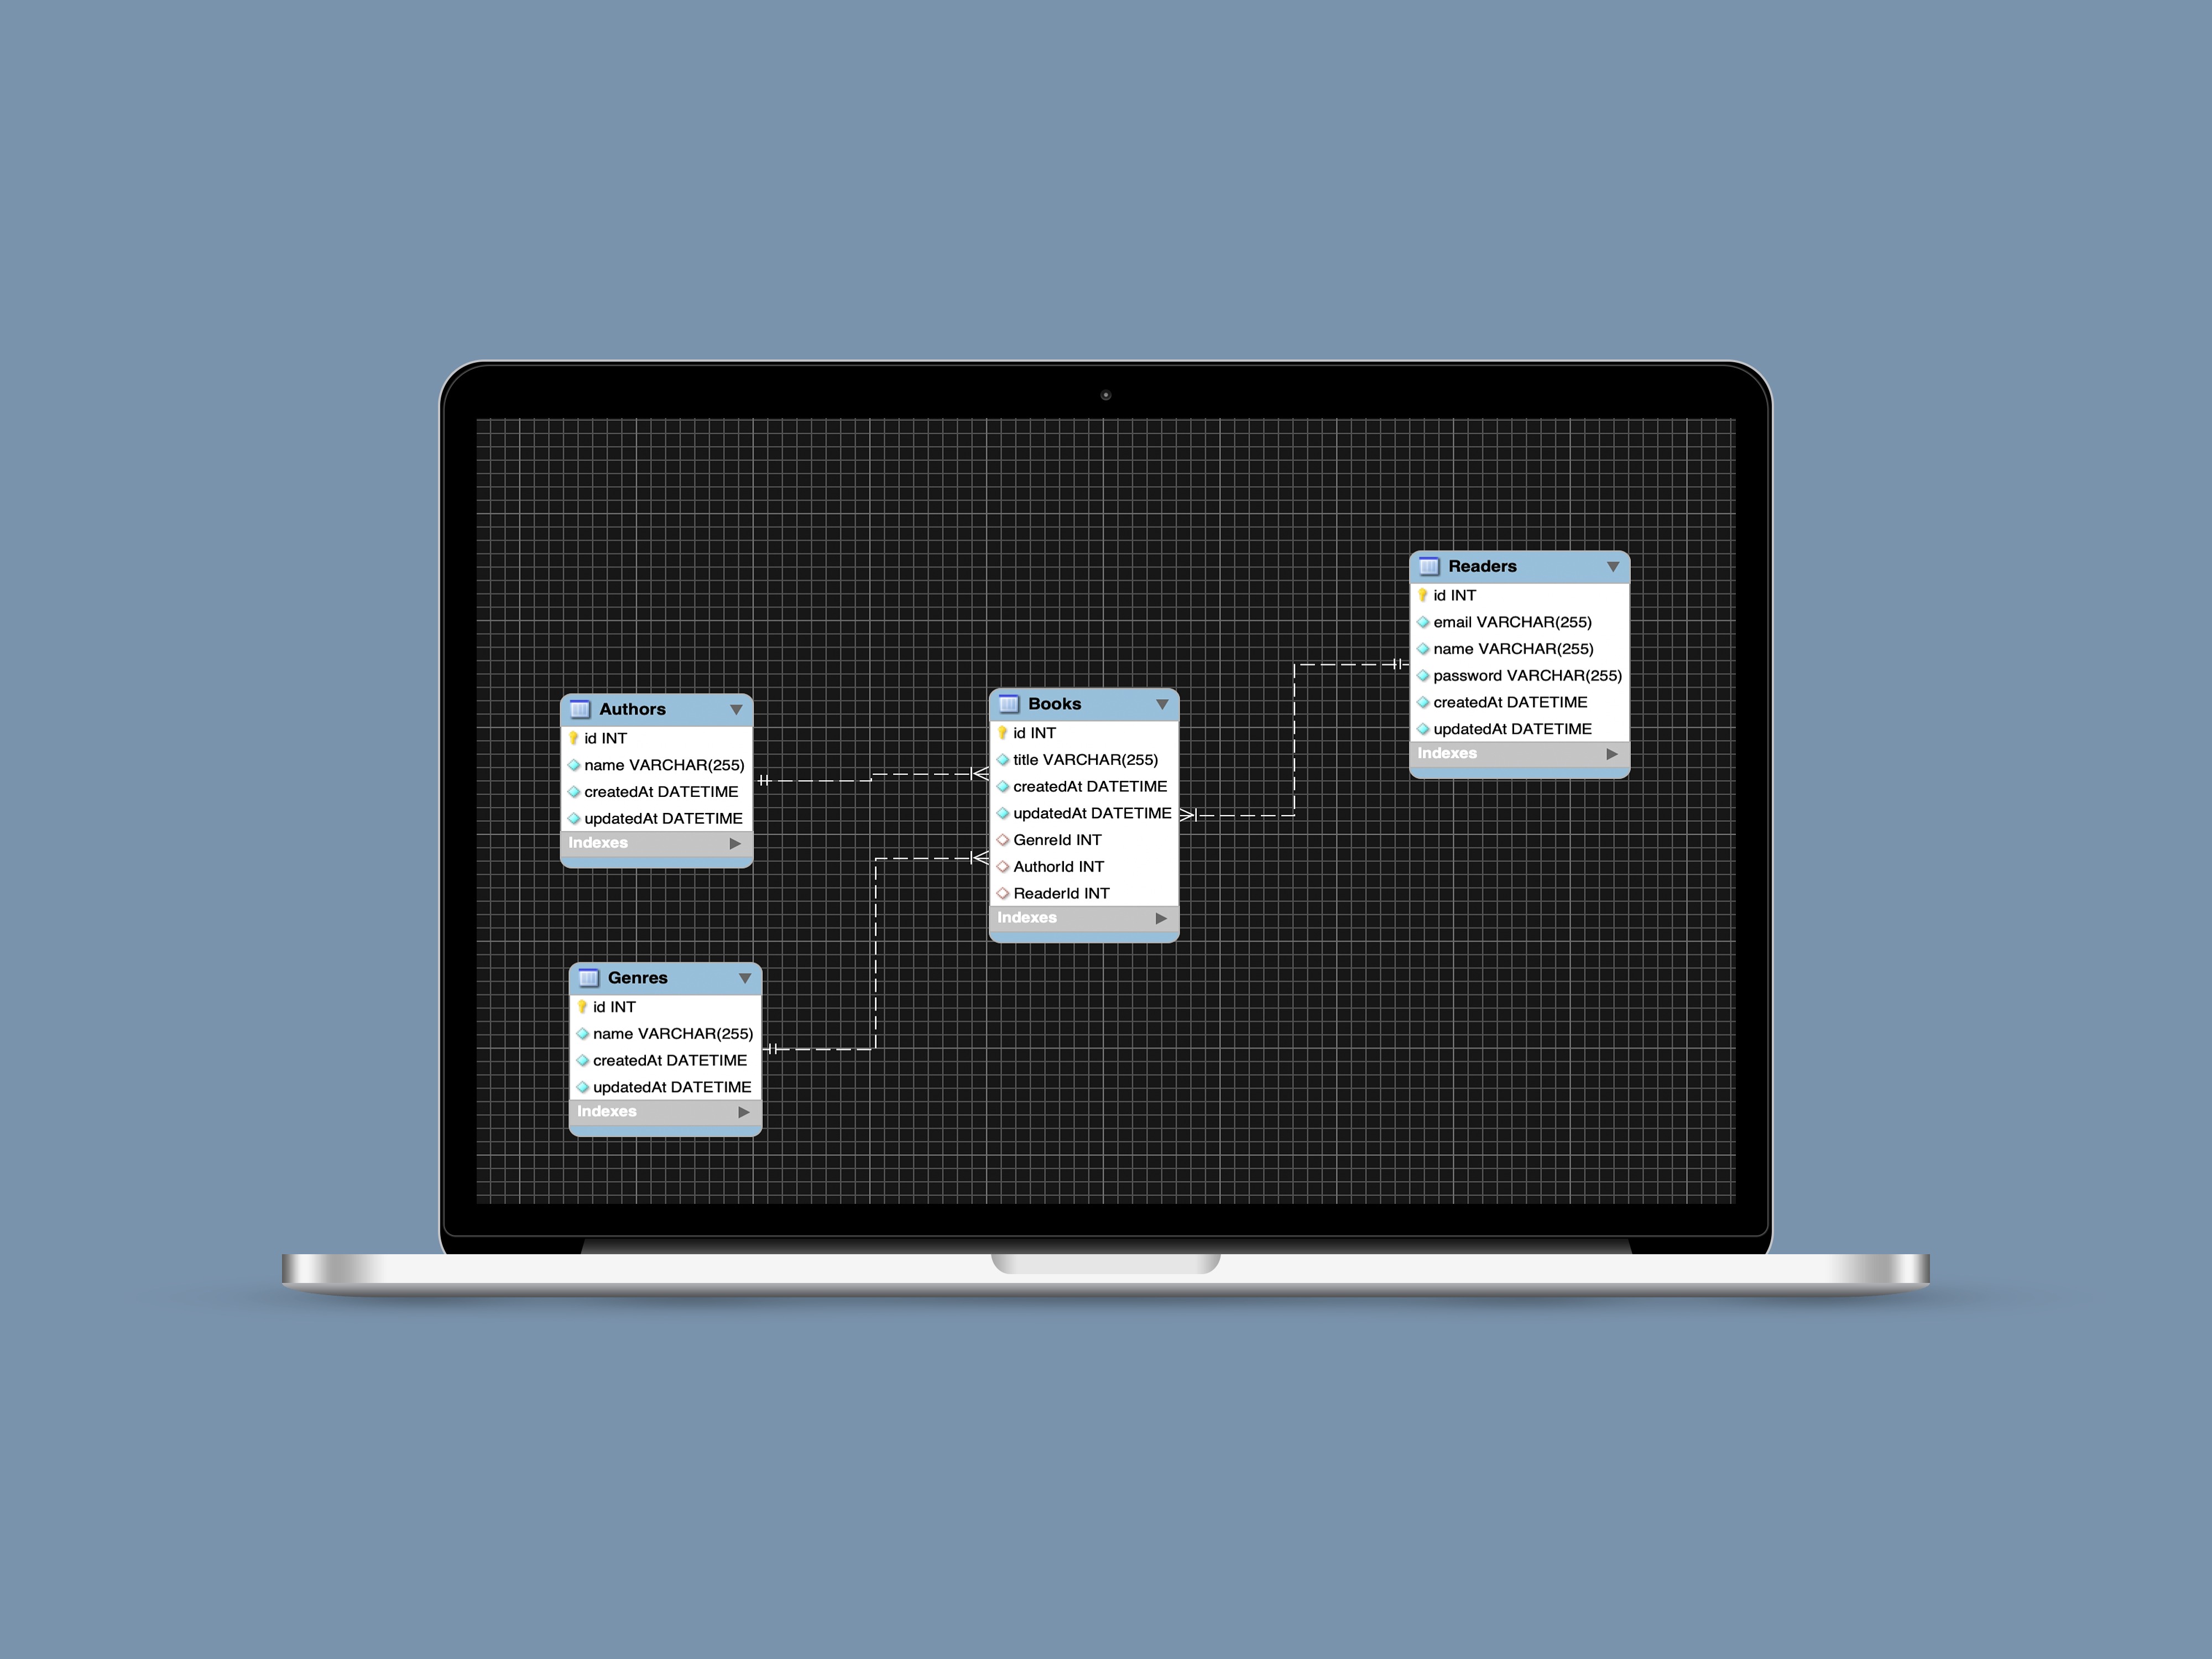 Readers
id INT
email VARCHAR(255)
name VARCHAR(255)
password VARCHAR(255)
createdAt DATETIME
updatedAt DATETIME
Indexes
Authors
id INT
name VARCHAR(255)
createdAt DATETIME
updatedAt DATETIME
Indexes
Books
id INT
title VARCHAR(255)
createdAt DATETIME
updatedAt DATETIME
GenreId INT
AuthorId INT
ReaderId INT
Indexes
Genres
id INT
name VARCHAR(255)
createdAt DATETIME
updatedAt DATETIME
Indexes